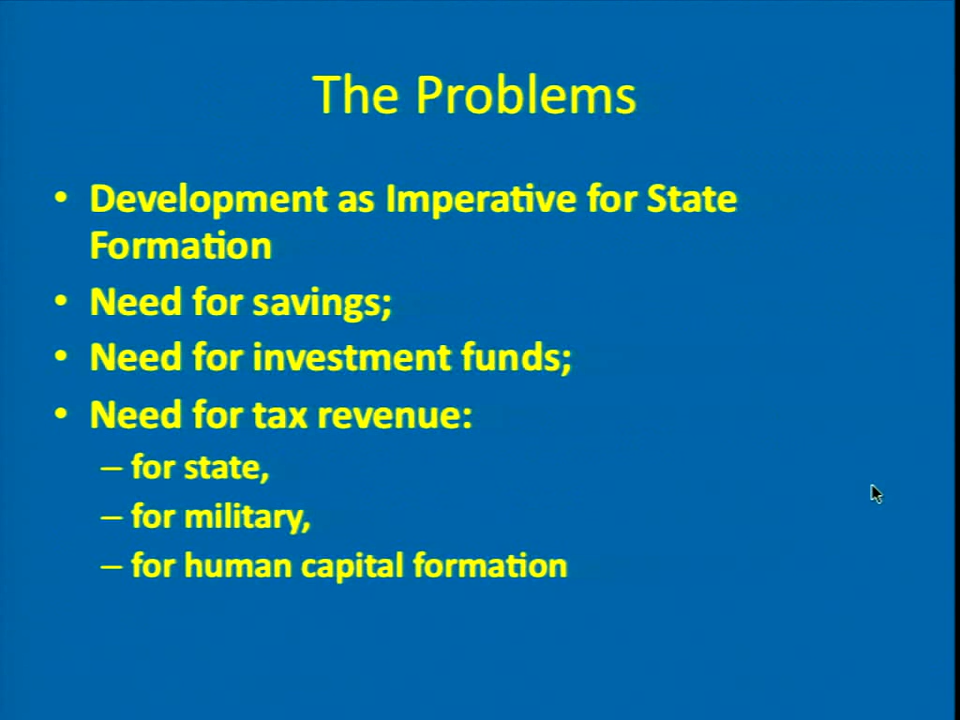 The Problems
• Development as Imperative for State
Formation
• Need for savings;
• Need for investment funds;
• Need for tax revenue:
– for state,
– for military,
– for human capital formation